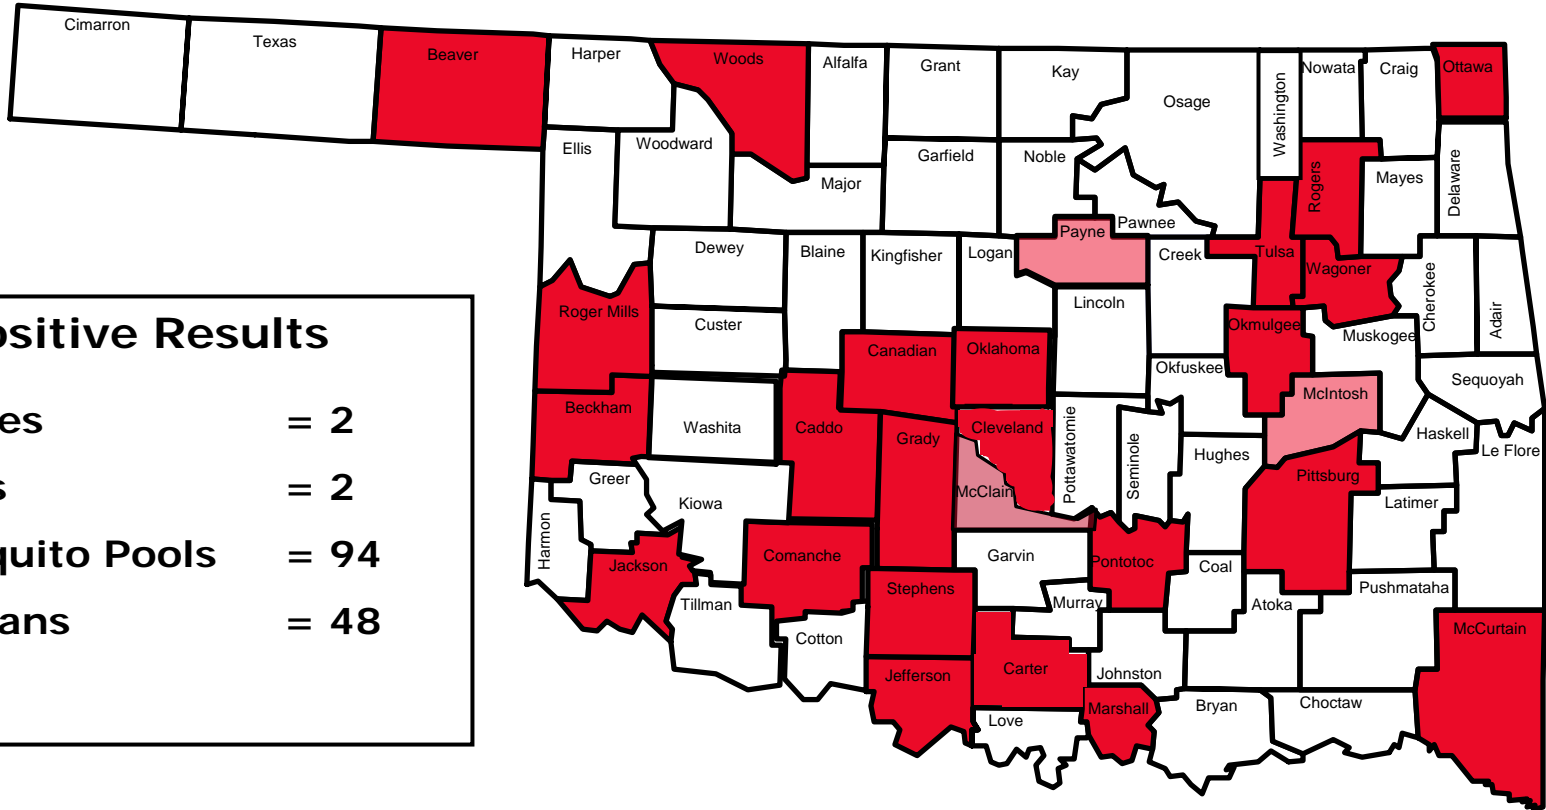 Cimarron
Texas
Beaver
Harper
Woods
Alfalfa
Grant
Kay
Osage
Washington
Nowata
Craig
Ottawa
Ellis
Woodward
Major
Garfield
Noble
Pawnee
Rogers
Mayes
Delaware
Payne
Dewey
Blaine
Kingfisher
Logan
Creek
Tulsa
Wagoner
Cherokee
Adair
Lincoln
Roger Mills
Custer
Canadian
Oklahoma
Okmulgee
Muskogee
Okfuskee
Sequoyah
McIntosh
Beckham
Washita
Caddo
Grady
Cleveland
Pottawatomie
Seminole
Hughes
Haskell
Le Flore
Greer
Kiowa
McClain
Pittsburg
Latimer
Harmon
Jackson
Comanche
Garvin
Pontotoc
Coal
Stephens
Tillman
Murray
Atoka
Pushmataha
Cotton
McCurtain
Jefferson
Carter
Johnston
Love
Marshall
Bryan
Choctaw
ositive Results
es = 2
s = 2
quito Pools = 94
ans = 48